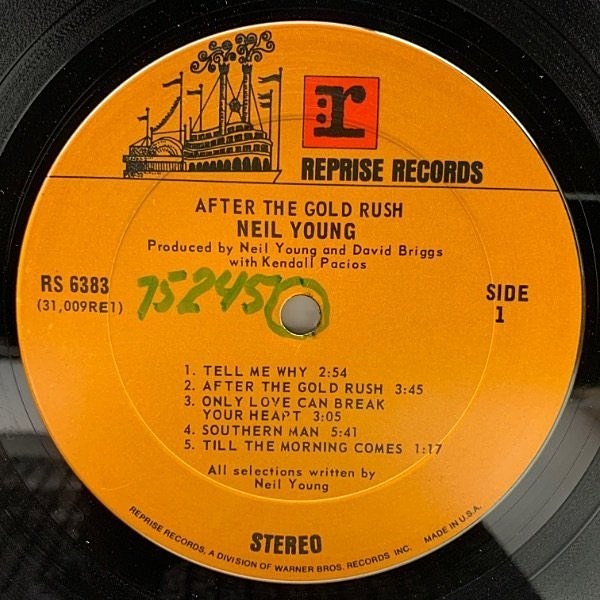 r
REPRISE RECORDS
AFTER THE GOLD RUSH
NEIL YOUNG
Produced by Neil Young and David Briggs
with Kendall Pacios
RS 6383
(31,009RE1)
752450
SIDE
1
1. TELL ME WHY 2:54
2. AFTER THE GOLD RUSH 3:45
3. ONLY LOVE CAN BREAK
YOUR HEART 3:05
4. SOUTHERN MAN 5:41
5. TILL THE MORNING COMES 1:17
All selections written by
Neil Young
STEREO
REPRISE RECORDS, A DIVISION OF WARNER BROS. RECORDS INC. MADE IN U.S.A.